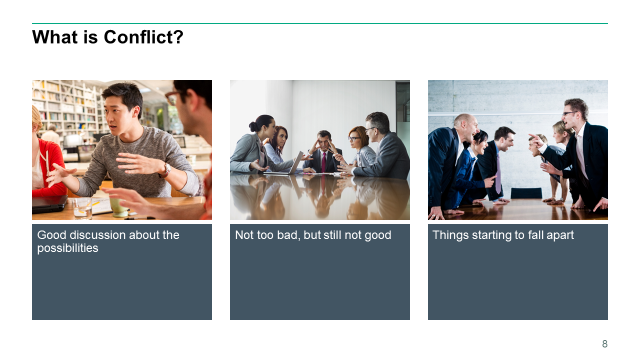 What is Conflict?
Good discussion about the
possibilities
Not too bad, but still not good
Things starting to fall apart
8